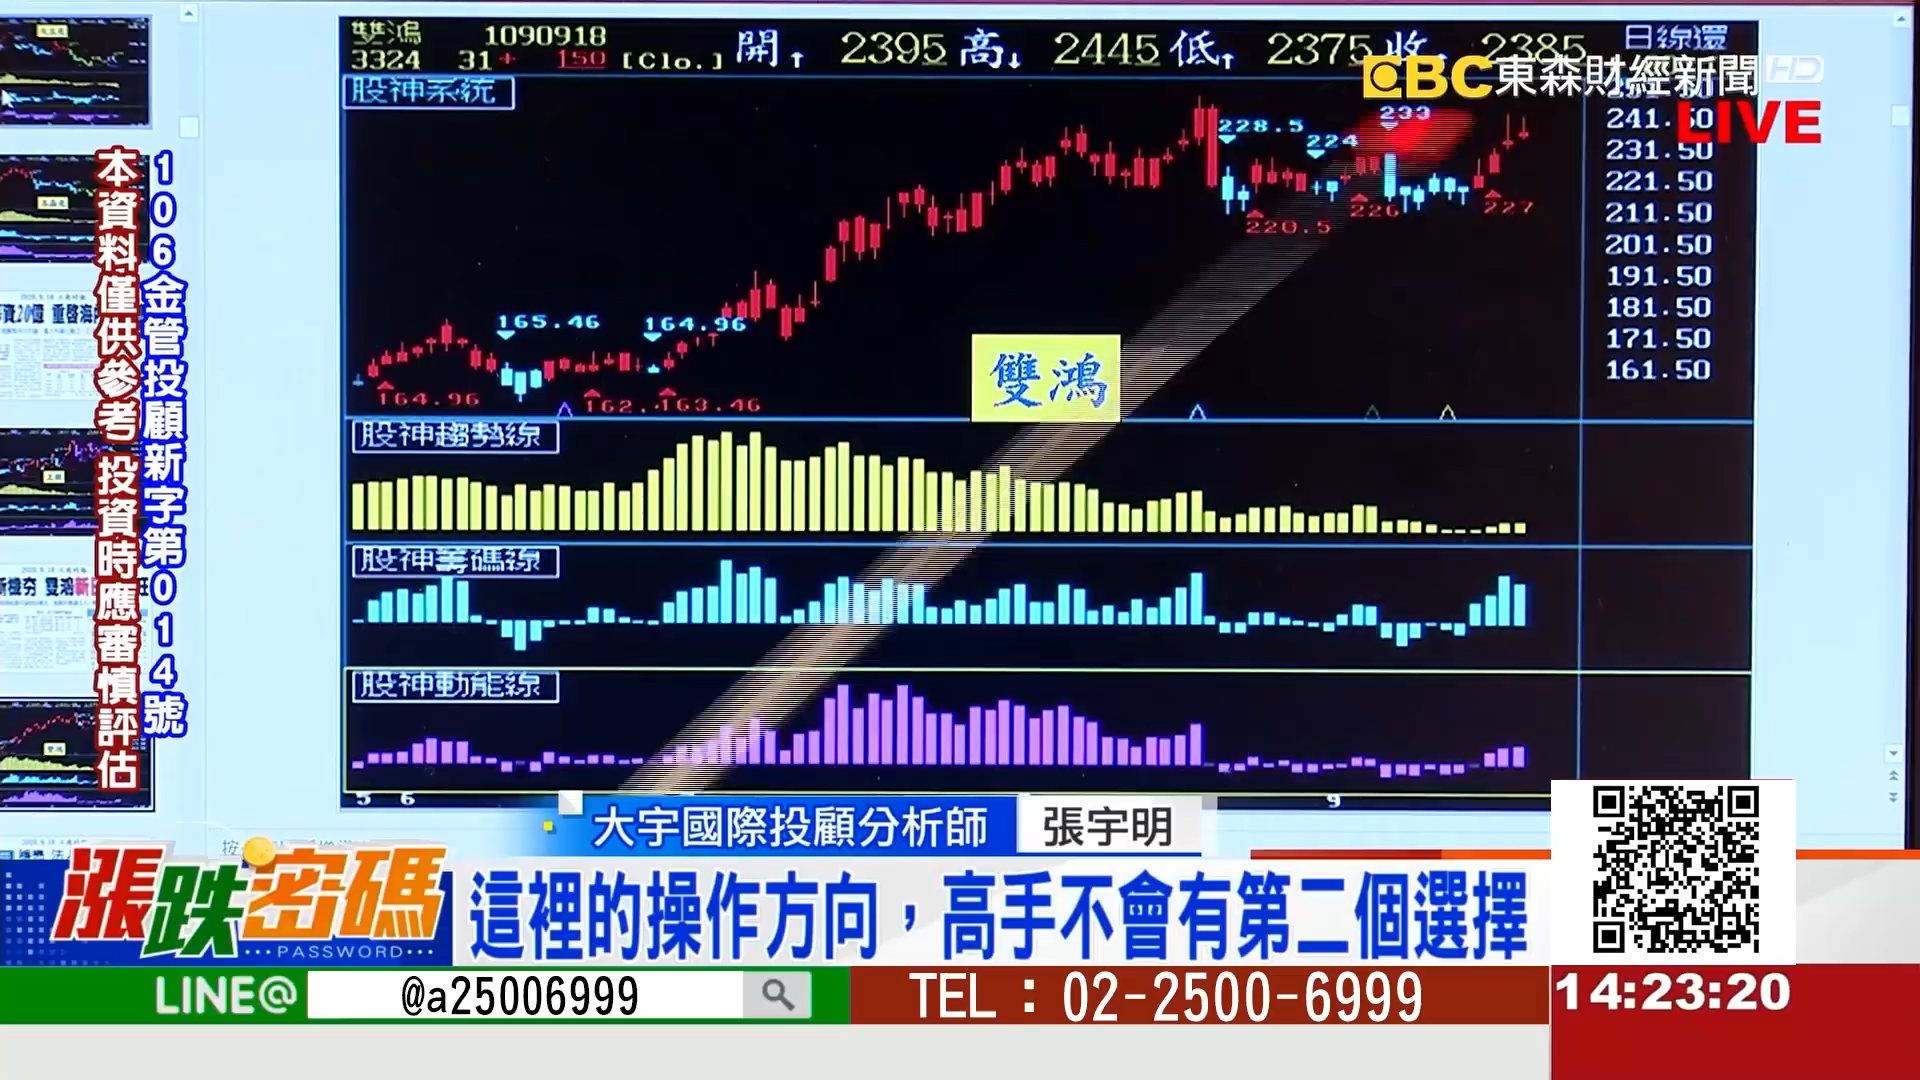 雙鴻 1090918 開↑ 2395 高↓ 2445 低↑ 2375 收 2385 日線還
3324 31+ 150 [Clo.]
EBC東森財經新聞 HD
LIVE
股神系統
233
228.5
224
241.50
231.50
221.50
226
227
211.50
220.5
201.50
191.50
181.50
165.46
164.96
171.50
161.50
雙鴻
164.96
162.
163.46
股神趨勢線
股神籌碼線
股神動能線
5 6 9
106金管投顧新字第014號
本資料僅供參考 投資時應審慎評估
大宇國際投顧分析師 張宇明
漲跌密碼
PASSWORD
這裡的操作方向，高手不會有第二個選擇
LINE@ @a25006999 TEL：02-2500-6999 14:23:20